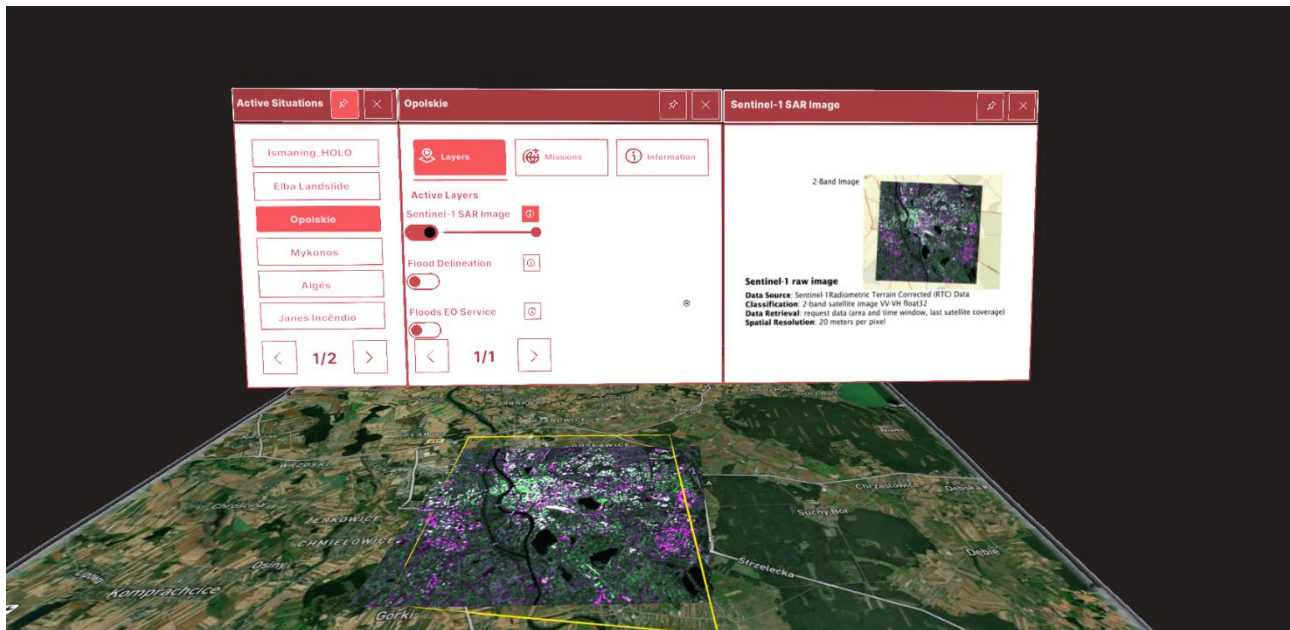 Active Situations
Ismaning_HOLO
Elba Landslide
Opolskie
Mykonos
Algés
Janes Incêndio
1/2
Opolskie
Layers
Missions
Information
Active Layers
Sentinel-1 SAR Image
Flood Delineation
Floods EO Service
1/1
Sentinel-1 SAR Image
2-Band Image
Sentinel-1 raw image
Data Source: Sentinel-1Radiometric Terrain Corrected (RTC) Data
Classification: 2-band satellite image VV-VH float32
Data Retrieval: request data (area and time window, last satellite coverage)
Spatial Resolution: 20 meters per pixel
WRZOSKI
Chrząstowice
Dębska K
Chróścina
ŻERKOWICE
Suchy Bór
CHMIELOWICE
Dębie
Osiny
Strzelecka
Komprachcice
Górki